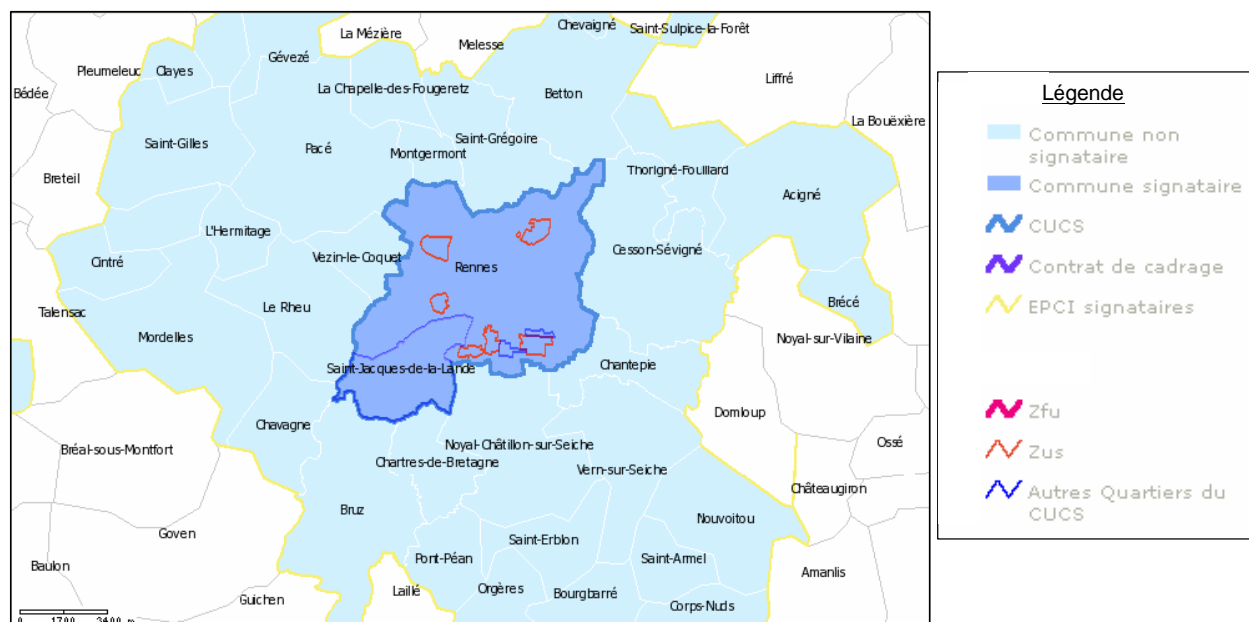 La Mézière
Chevaigné
Saint-Sulpice-la-Forêt
Melesse
Gévezé
Pleumeleuc
Clayes
Liffré
Bédée
La Chapelle-des-Fougeretz
Betton
La Bouëxière
Saint-Gilles
Pacé
Saint-Grégoire
Montgermont
Breteil
Thorigné-Fouillard
Acigné
L'Hermitage
Cesson-Sévigné
Cintré
Vezin-le-Coquet
Rennes
Talensac
Le Rheu
Brécé
Mordelles
Noyal-sur-Vilaine
Saint-Jacques-de-la-Lande
Chantepie
Domloup
Chavagne
Noyal-Châtillon-sur-Seiche
Ossé
Bréal-sous-Montfort
Chartres-de-Bretagne
Vern-sur-Seiche
Châteaugiron
Bruz
Nouvoitou
Goven
Saint-Erblon
Pont-Péan
Saint-Armel
Baulon
Amanlis
Laillé
Orgères
Bourgbarré
Guichen
Corps-Nuds
0 1700 3400 m
Légende
Commune non
signataire
Commune signataire
CUCS
Contrat de cadrage
EPCI signataires
Zfu
Zus
Autres Quartiers du
CUCS